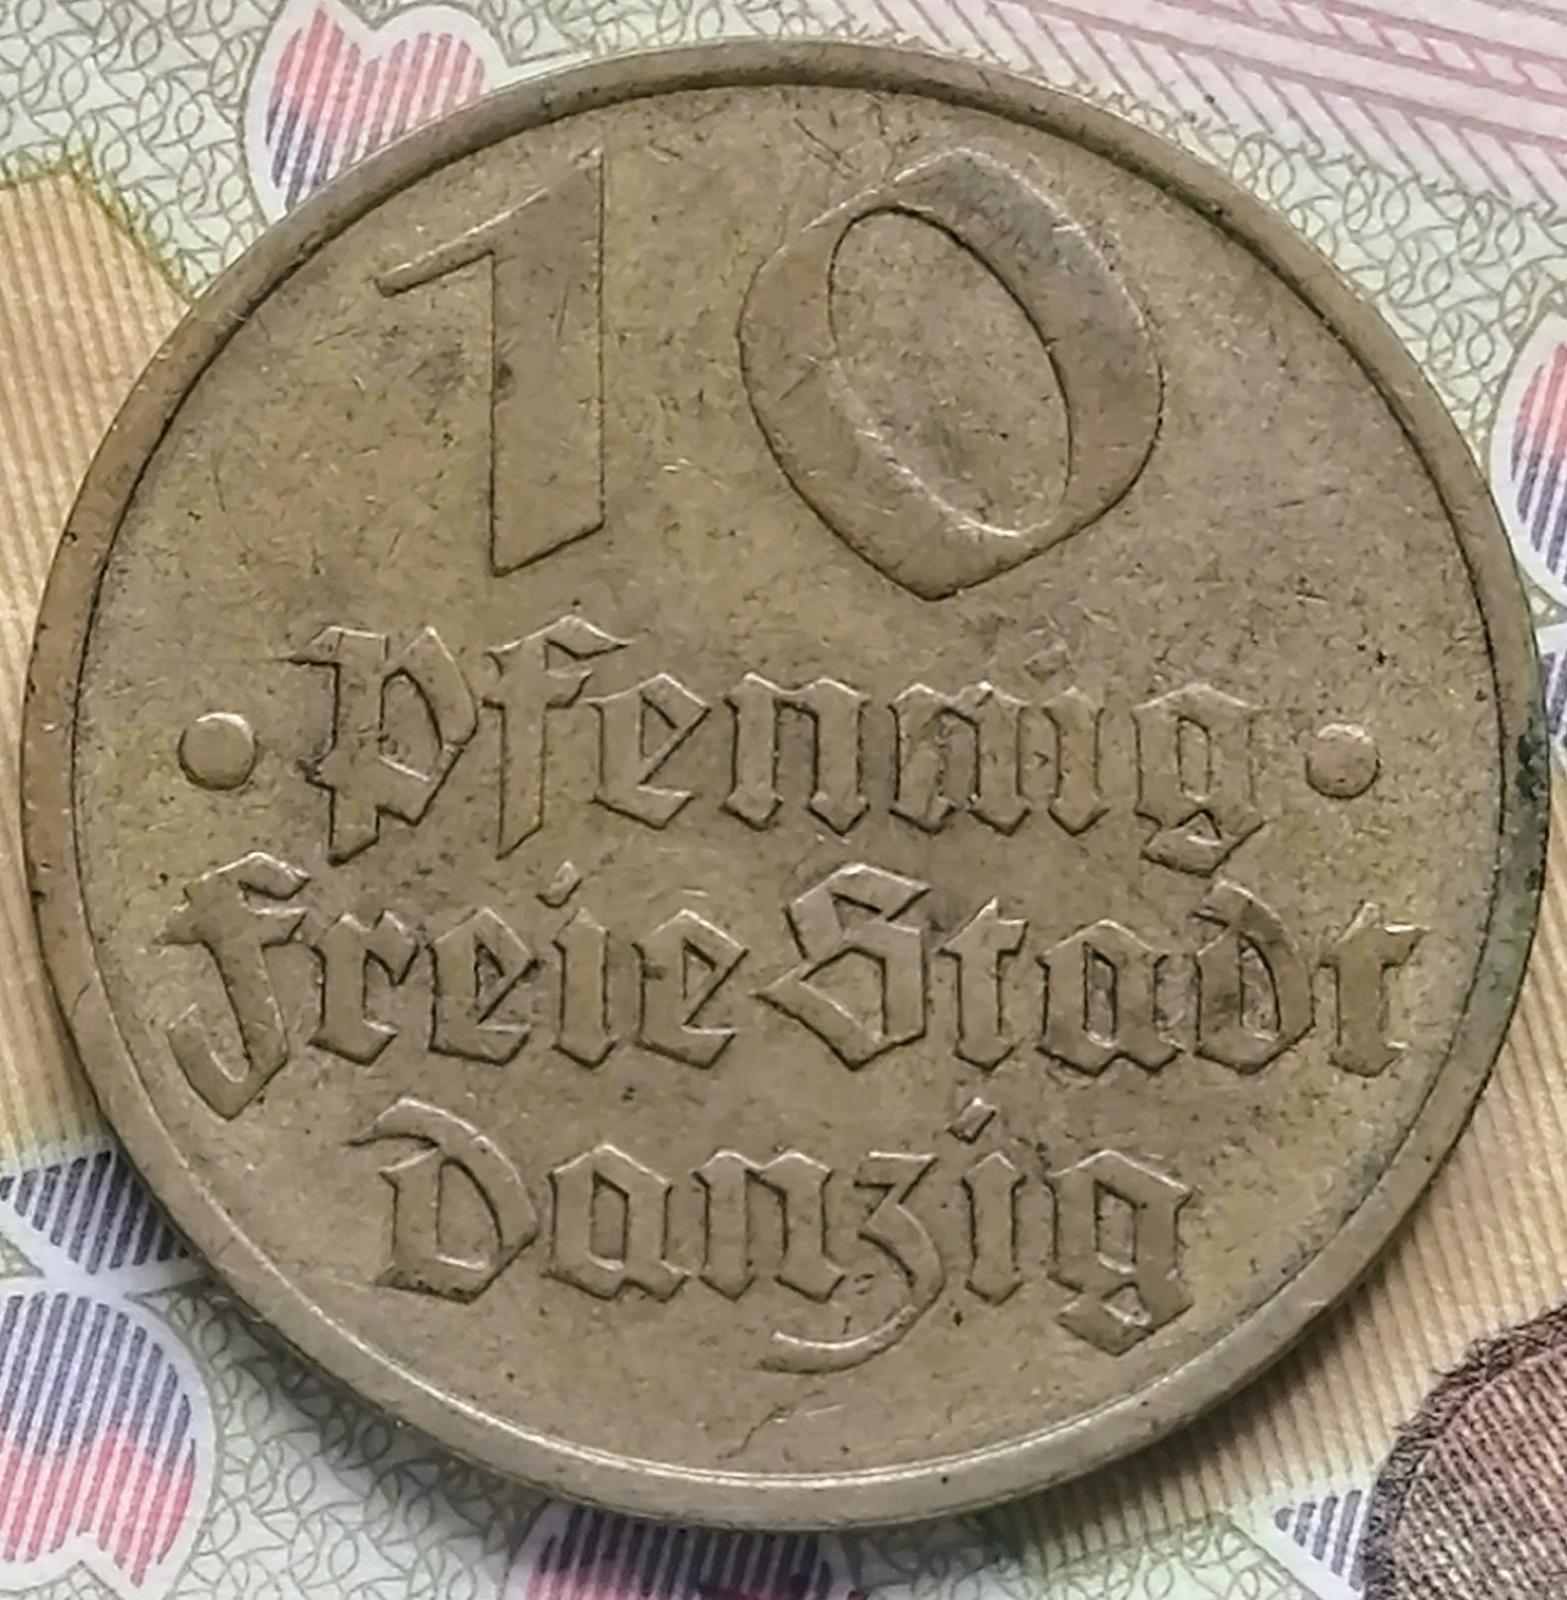 10
• Pfennig •
Freie Stadt
Danzig